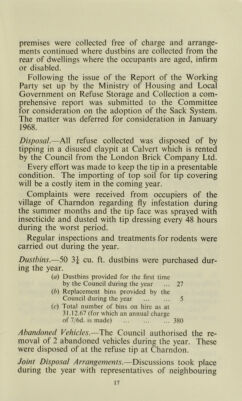 premises were collected free of charge and arrange-
ments continued where dustbins are collected from the
rear of dwellings where the occupants are aged, infirm
or disabled.
Following the issue of the Report of the Working
Party set up by the Ministry of Housing and Local
Government on Refuse Storage and Collection a com-
prehensive report was submitted to the Committee
for consideration on the adoption of the Sack System.
The matter was deferred for consideration in January
1968.
Disposal.—All refuse collected was disposed of by
tipping in a disused claypit at Calvert which is rented
by the Council from the London Brick Company Ltd.
Every effort was made to keep the tip in a presentable
condition. The importing of top soil for tip covering
will be a costly item in the coming year.
Complaints were received from occupiers of the
village of Charndon regarding fly infestation during
the summer months and the tip face was sprayed with
insecticide and dusted with tip dressing every 48 hours
during the worst period.
Regular inspections and treatments for rodents were
carried out during the year.
Dustbins.—50 3¼ cu. ft. dustbins were purchased dur-
ing the year.
(a) Dustbins provided for the first time
by the Council during the year ... 27
(b) Replacement bins provided by the
Council during the year ... ... 5
(c) Total number of bins on hire as at
31.12.67 (for which an annual charge
of 7/6d. is made) ... ... ... 380
Abandoned Vehicles.—The Council authorised the re-
moval of 2 abandoned vehicles during the year. These
were disposed of at the refuse tip at Charndon.
Joint Disposal Arrangements.—Discussions took place
during the year with representatives of neighbouring
17